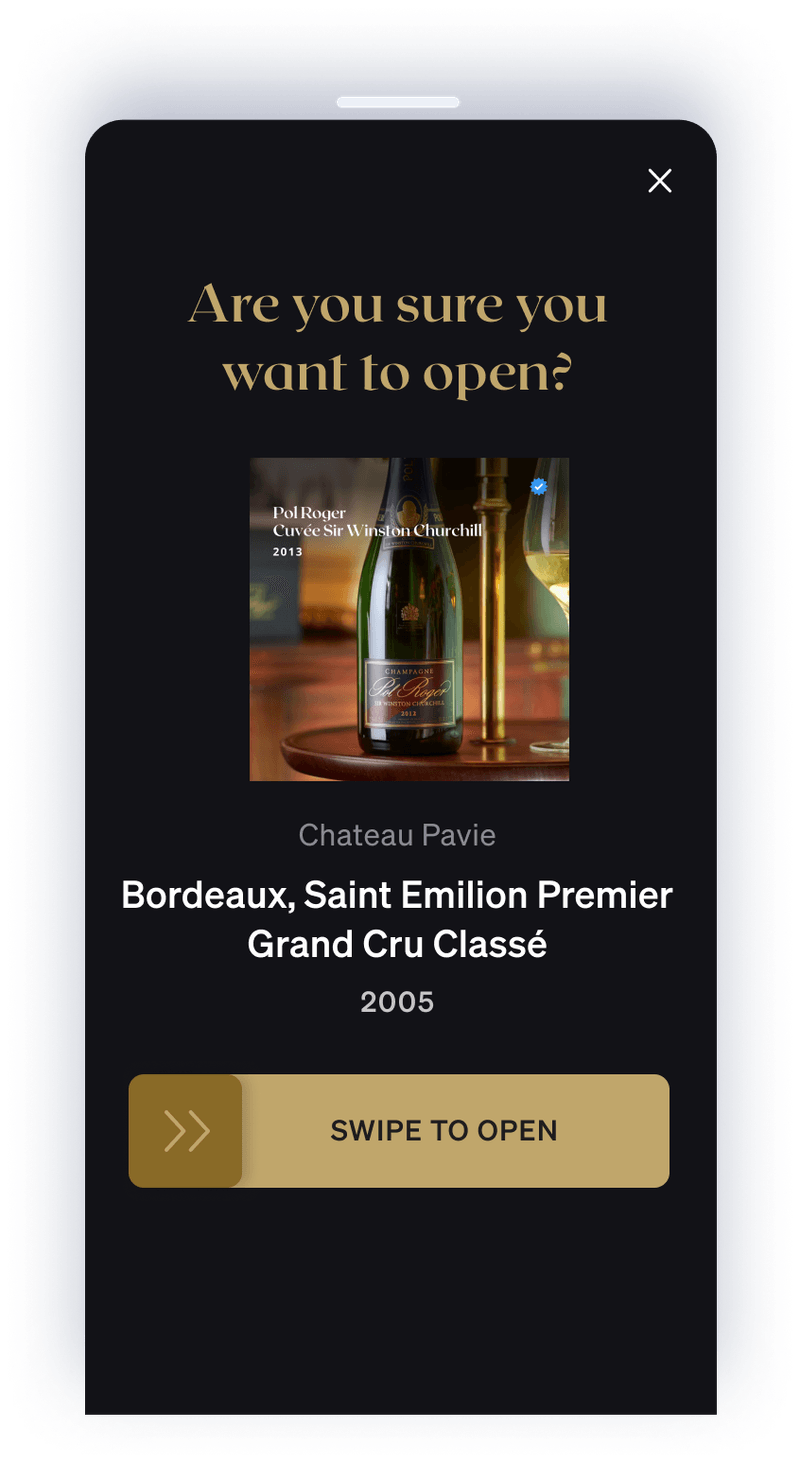 Are you sure you
want to open?
Pol Roger
Cuvée Sir Winston Churchill
2013
CHAMPAGNE
Pol Roger
SIR WINSTON CHURCHILL
2013
Chateau Pavie
Bordeaux, Saint Emilion Premier
Grand Cru Classé
2005
SWIPE TO OPEN